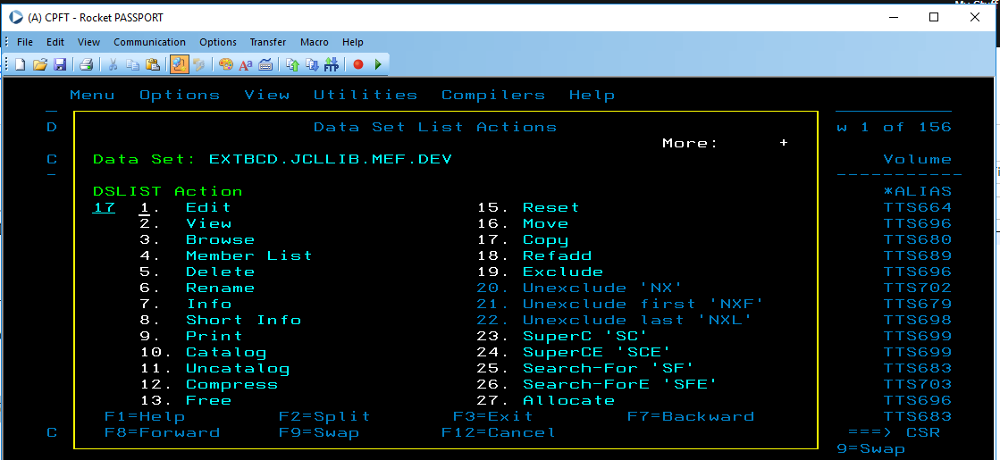 (A) CPFT - Rocket PASSPORT
File Edit View Communication Options Transfer Macro Help
FTP
Menu Options View Utilities Compilers Help
D Data Set List Actions w 1 of 156
More: +
C Data Set: EXTBCD.JCLLIB.MEF.DEV Volume
DSLIST Action *ALIAS
17 1. Edit 15. Reset TTS664
2. View 16. Move TTS696
3. Browse 17. Copy TTS680
4. Member List 18. Refadd TTS689
5. Delete 19. Exclude TTS696
6. Rename 20. Unexclude 'NX' TTS702
7. Info 21. Unexclude first 'NXF' TTS679
8. Short Info 22. Unexclude last 'NXL' TTS698
9. Print 23. SuperC 'SC' TTS699
10. Catalog 24. SuperCE 'SCE' TTS699
11. Uncatalog 25. Search-For 'SF' TTS683
12. Compress 26. Search-ForE 'SFE' TTS703
13. Free 27. Allocate TTS696
F1=Help F2=Split F3=Exit F7=Backward TTS683
C F8=Forward F9=Swap F12=Cancel ===> CSR
9=Swap